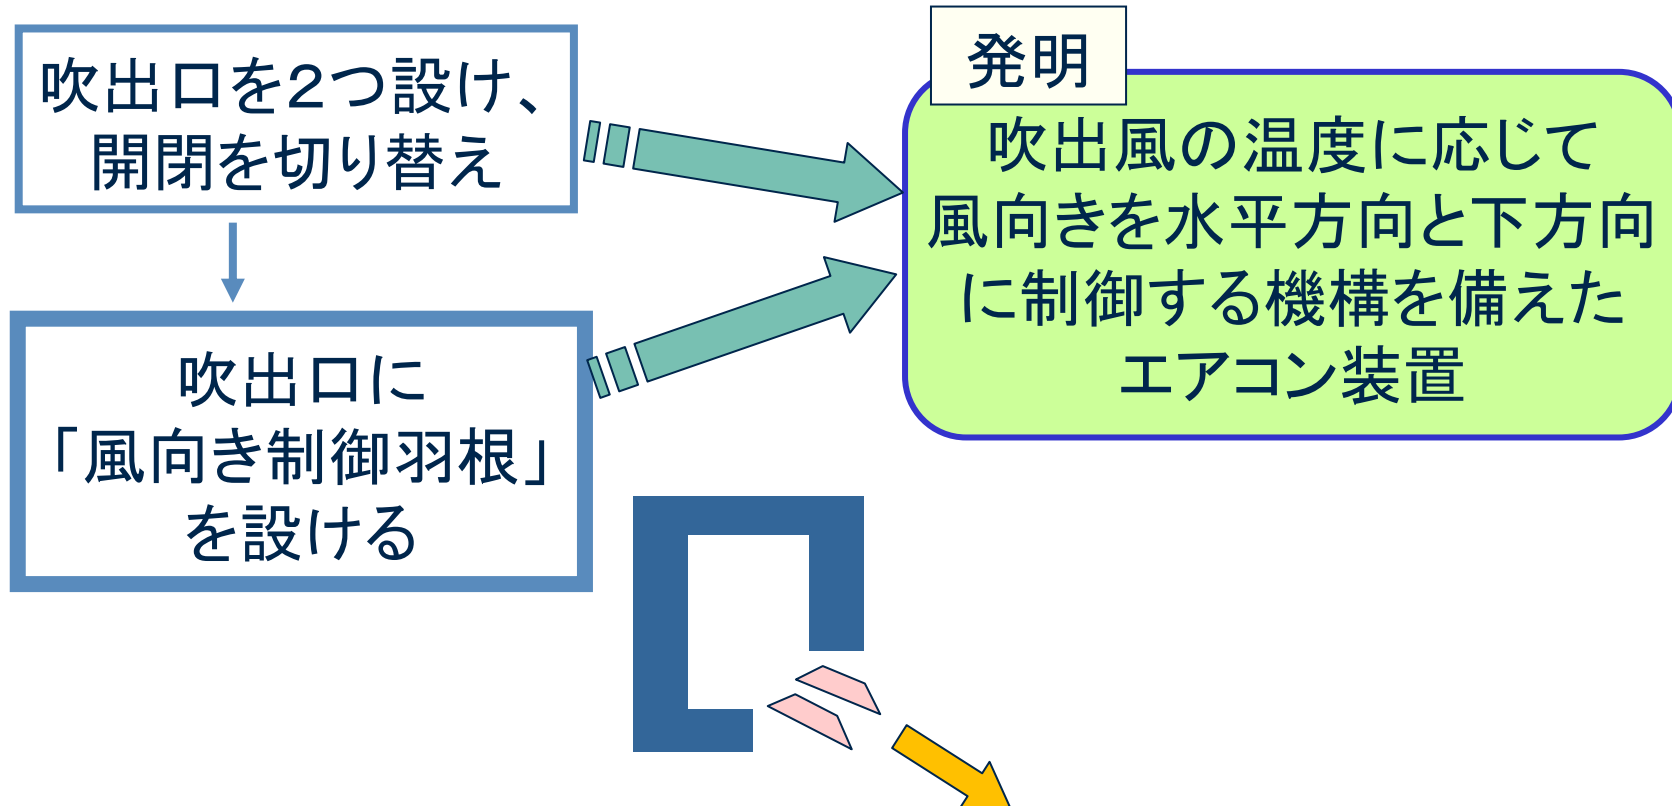 吹出口を２つ設け、
開閉を切り替え
吹出口に
「風向き制御羽根」
を設ける
発明
吹出風の温度に応じて
風向きを水平方向と下方向
に制御する機構を備えた
エアコン装置